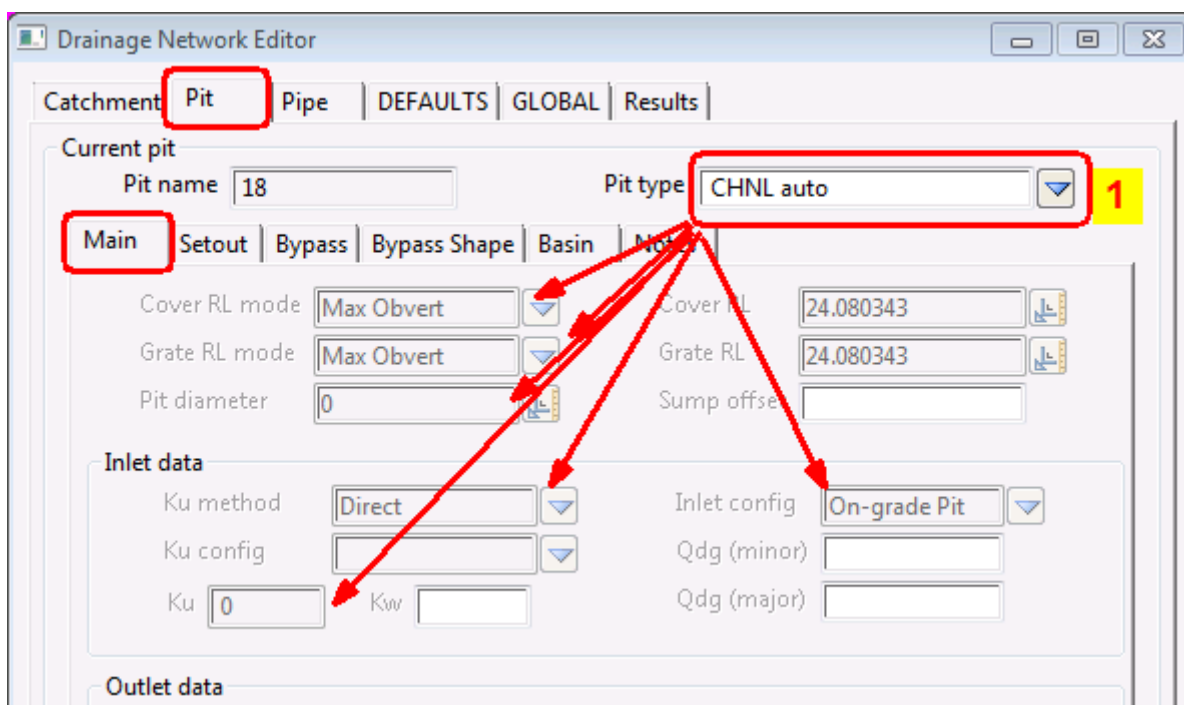 Drainage Network Editor
Catchment Pit Pipe DEFAULTS GLOBAL Results
Current pit
Pit name 18 Pit type CHNL auto 1
Main Setout Bypass Bypass Shape Basin Notes
Cover RL mode Max Obvert Cover RL 24.080343
Grate RL mode Max Obvert Grate RL 24.080343
Pit diameter 0 Sump offset
Inlet data
Ku method Direct Inlet config On-grade Pit
Ku config Qdg (minor)
Ku 0 Kw Qdg (major)
Outlet data